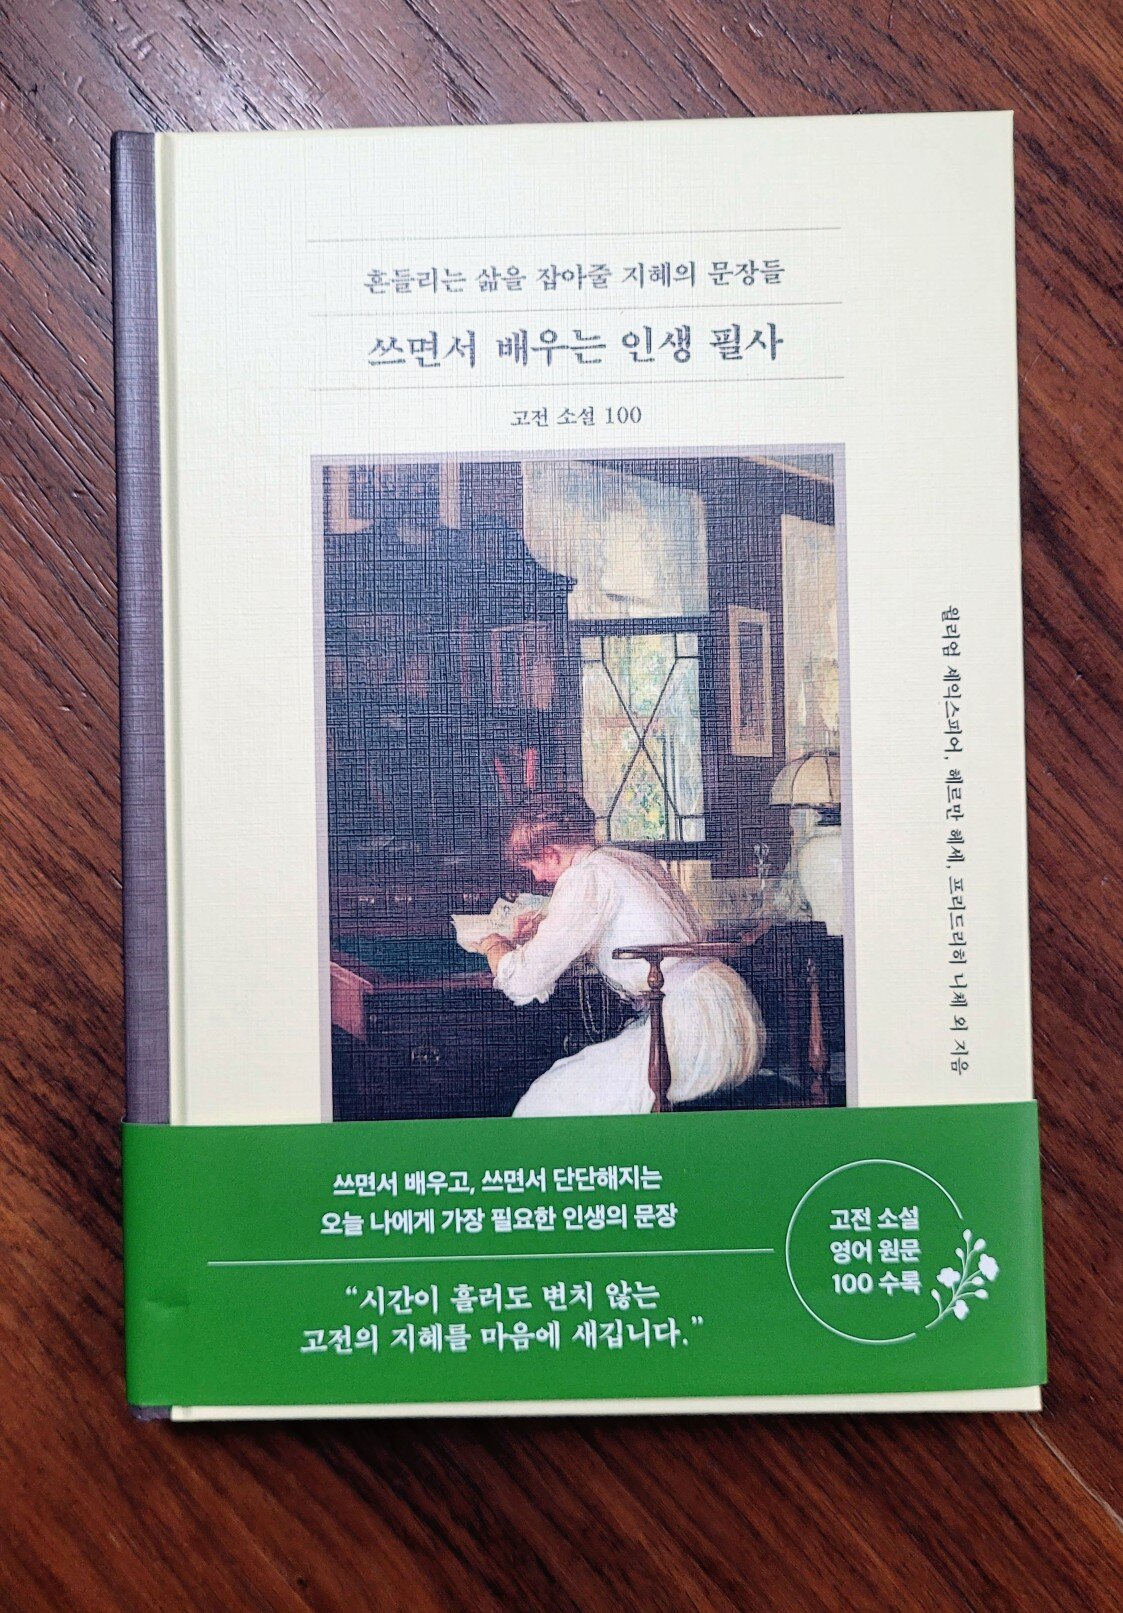 흔들리는 삶을 잡아줄 지혜의 문장들
쓰면서 배우는 인생 필사
고전 소설 100
윌리엄 셰익스피어, 헤르만 헤세, 프리드리히 니체 외 지음
쓰면서 배우고, 쓰면서 단단해지는
오늘 나에게 가장 필요한 인생의 문장
“시간이 흘러도 변치 않는
고전의 지혜를 마음에 새깁니다.”
고전 소설
영어 원문
100 수록